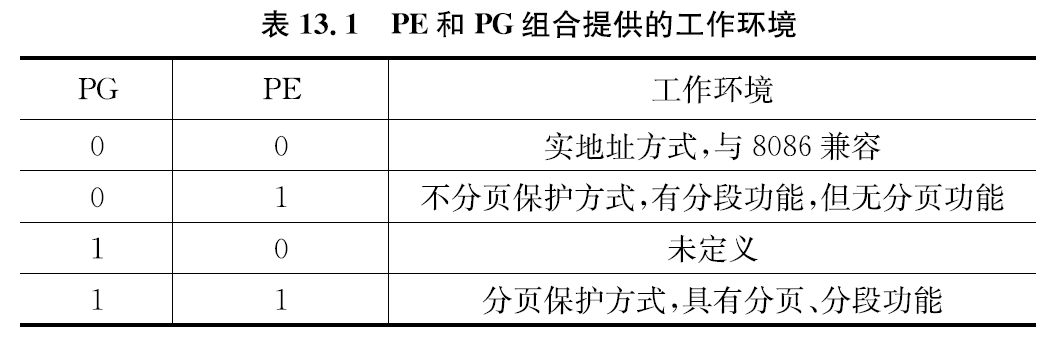 表 13.1 PE 和 PG 组合提供的工作环境
PG PE 工作环境
0 0 实地址方式,与 8086 兼容
0 1 不分页保护方式,有分段功能,但无分页功能
1 0 未定义
1 1 分页保护方式,具有分页、分段功能